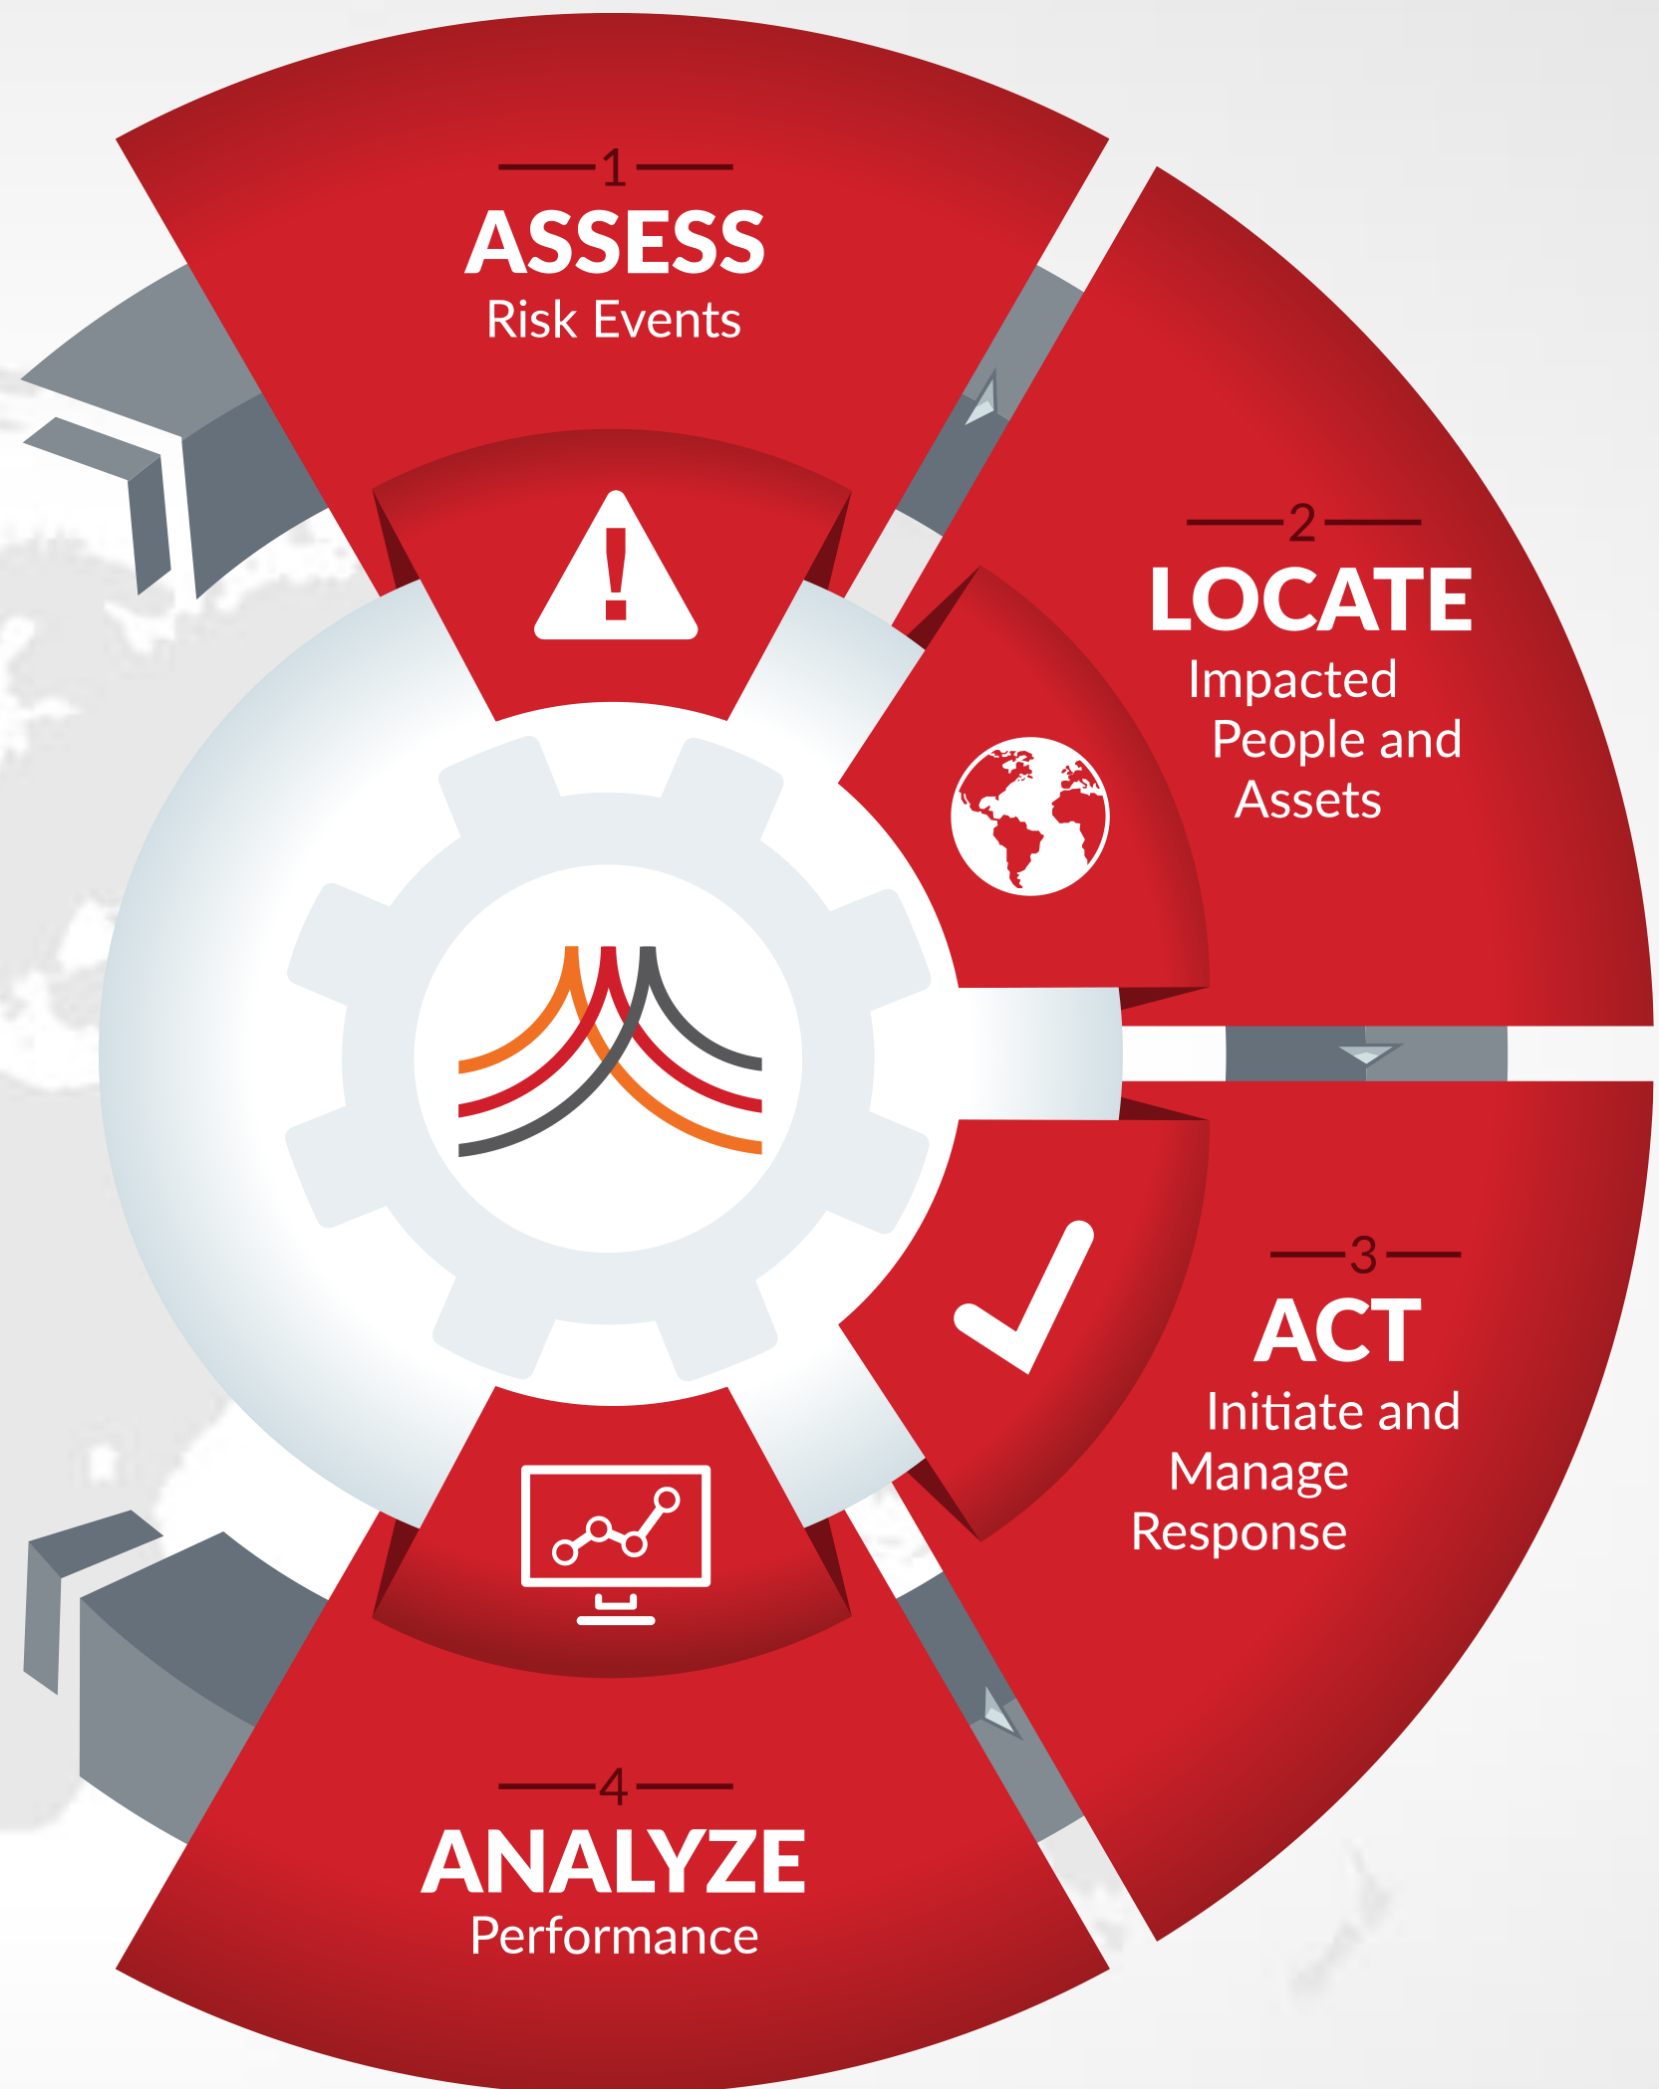 1
ASSESS
Risk Events
2
LOCATE
Impacted
People and
Assets
3
ACT
Initiate and
Manage
Response
4
ANALYZE
Performance